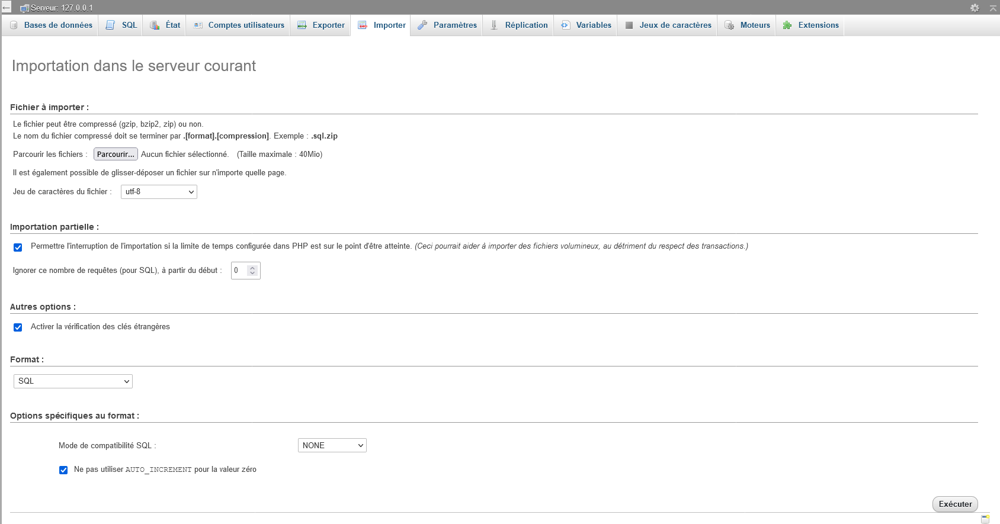 Serveur: 127.0.0.1
Bases de données SQL État Comptes utilisateurs Exporter Importer Paramètres Réplication Variables Jeux de caractères Moteurs Extensions
Importation dans le serveur courant
Fichier à importer :
Le fichier peut être compressé (gzip, bzip2, zip) ou non.
Le nom du fichier compressé doit se terminer par .[format].[compression]. Exemple : .sql.zip
Parcourir les fichiers : Parcourir... Aucun fichier sélectionné. (Taille maximale : 40Mio)
Il est également possible de glisser-déposer un fichier sur n'importe quelle page.
Jeu de caractères du fichier : utf-8
Importation partielle :
Permettre l'interruption de l'importation si la limite de temps configurée dans PHP est sur le point d'être atteinte. (Ceci pourrait aider à importer des fichiers volumineux, au détriment du respect des transactions.)
Ignorer ce nombre de requêtes (pour SQL), à partir du début : 0
Autres options :
Activer la vérification des clés étrangères
Format :
SQL
Options spécifiques au format :
Mode de compatibilité SQL : NONE
Ne pas utiliser AUTO_INCREMENT pour la valeur zéro
Exécuter